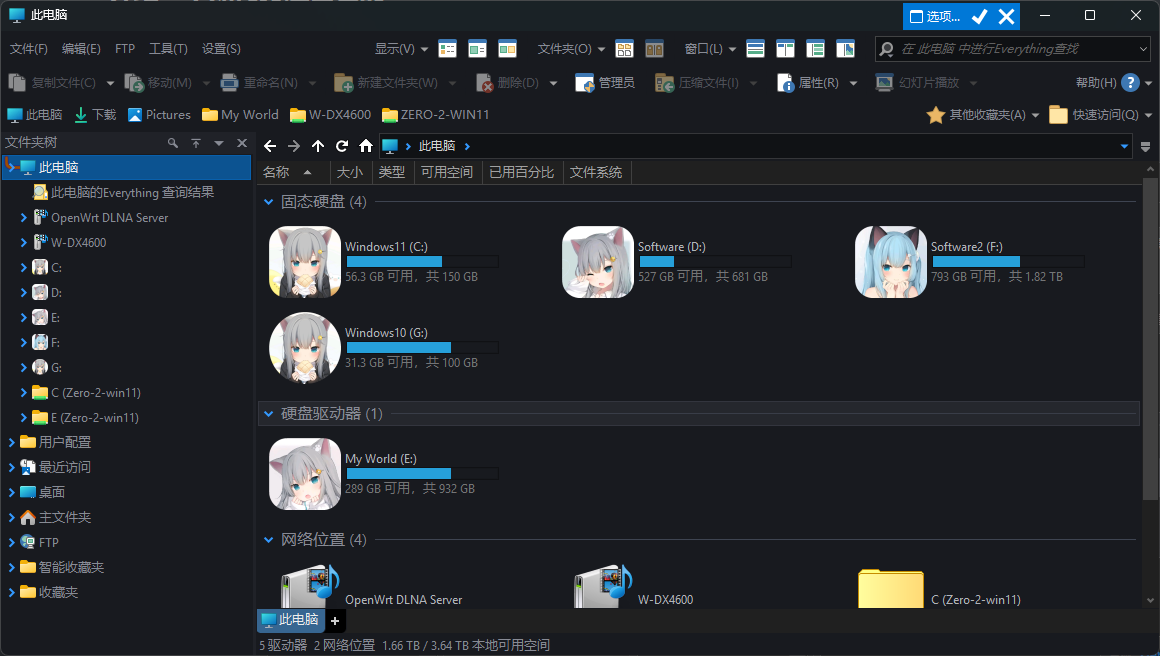 此电脑
选项...
文件(F) 编辑(E) FTP 工具(T) 设置(S) 显示(V) 文件夹(O) 窗口(L) 在 此电脑 中进行Everything查找
复制文件(C) 移动(M) 重命名(N) 新建文件夹(W) 删除(D) 管理员 压缩文件(I) 属性(R) 幻灯片播放 帮助(H)
此电脑 下载 Pictures My World W-DX4600 ZERO-2-WIN11 其他收藏夹(A) 快速访问(Q)
文件夹树
此电脑
此电脑的Everything 查询结果
OpenWrt DLNA Server
W-DX4600
C:
D:
E:
F:
G:
C (Zero-2-win11)
E (Zero-2-win11)
用户配置
最近访问
桌面
主文件夹
FTP
智能收藏夹
收藏夹
此电脑
名称 大小 类型 可用空间 已用百分比 文件系统
固态硬盘 (4)
Windows11 (C:)
56.3 GB 可用，共 150 GB
Software (D:)
527 GB 可用，共 681 GB
Software2 (F:)
793 GB 可用，共 1.82 TB
Windows10 (G:)
31.3 GB 可用，共 100 GB
硬盘驱动器 (1)
My World (E:)
289 GB 可用，共 932 GB
网络位置 (4)
OpenWrt DLNA Server
W-DX4600
C (Zero-2-win11)
此电脑
5 驱动器 2 网络位置 1.66 TB / 3.64 TB 本地可用空间